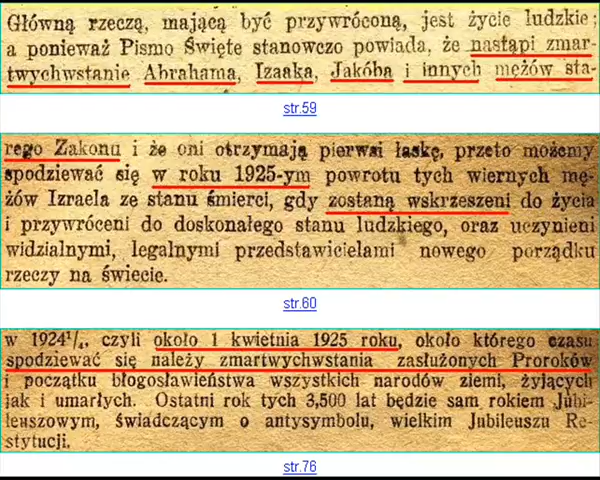 Główną rzeczą, mającą być przywróconą, jest życie ludzkie;
a ponieważ Pismo Święte stanowczo powiada, że nastąpi zmar-
twychwstanie Abrahama, Izaaka, Jakóba i innych mężów sta-
str.59
rego Zakonu i że oni otrzymają pierwsi łaskę, przeto możemy
spodziewać się w roku 1925-ym powrotu tych wiernych mę-
żów Izraela ze stanu śmierci, gdy zostaną wskrzeszeni do życia
i przywróceni do doskonałego stanu ludzkiego, oraz uczynieni
widzialnymi, legalnymi przedstawicielami nowego porządku
rzeczy na świecie.
str.60
w 1924¹/₄, czyli około 1 kwietnia 1925 roku, około którego czasu
spodziewać się należy zmartwychwstania zasłużonych Proroków
i początku błogosławieństwa wszystkich narodów ziemi, żyjących
jak i umarłych. Ostatni rok tych 3,500 lat będzie sam rokiem Jubi-
leuszowym, świadczącym o antysymbolu, wielkim Jubileuszu Re-
stytucji.
str.76